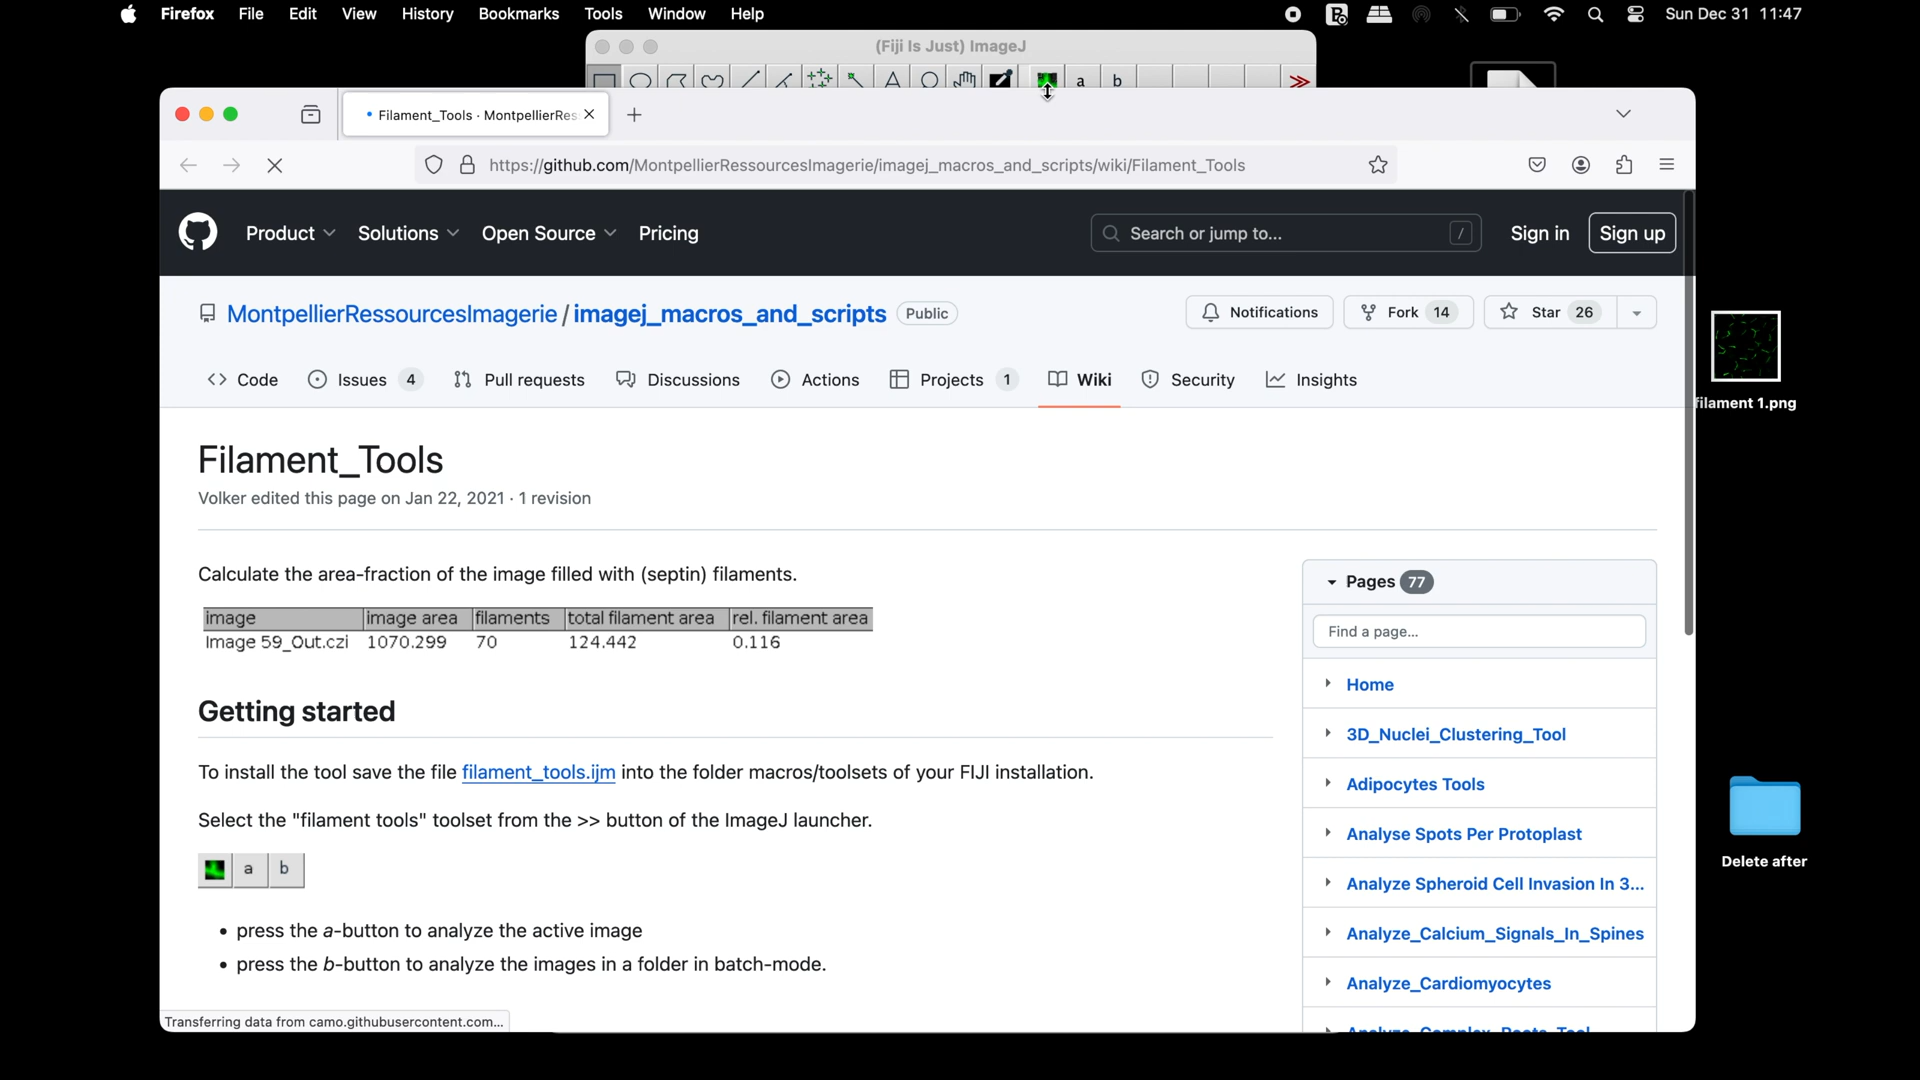 Firefox File Edit View History Bookmarks Tools Window Help Sun Dec 31 11:47
(Fiji Is Just) ImageJ
a b
Filament_Tools · MontpellierRes
https://github.com/MontpellierRessourcesImagerie/imagej_macros_and_scripts/wiki/Filament_Tools
Product Solutions Open Source Pricing Search or jump to... / Sign in Sign up
MontpellierRessourcesImagerie / imagej_macros_and_scripts Public Notifications Fork 14 Star 26
Code Issues 4 Pull requests Discussions Actions Projects 1 Wiki Security Insights
filament 1.png
Filament_Tools
Volker edited this page on Jan 22, 2021 · 1 revision
Calculate the area-fraction of the image filled with (septin) filaments.
image image area filaments total filament area rel. filament area
Image 59_Out.czi 1070.299 70 124.442 0.116
Getting started
To install the tool save the file filament_tools.ijm into the folder macros/toolsets of your FIJI installation.
Select the "filament tools" toolset from the >> button of the ImageJ launcher.
a b
• press the a-button to analyze the active image
• press the b-button to analyze the images in a folder in batch-mode.
Pages 77
Find a page...
Home
3D_Nuclei_Clustering_Tool
Adipocytes Tools
Analyse Spots Per Protoplast
Analyze Spheroid Cell Invasion In 3...
Analyze_Calcium_Signals_In_Spines
Analyze_Cardiomyocytes
Analyze_Complex_Roots_Tool
Delete after
Transferring data from camo.githubusercontent.com...